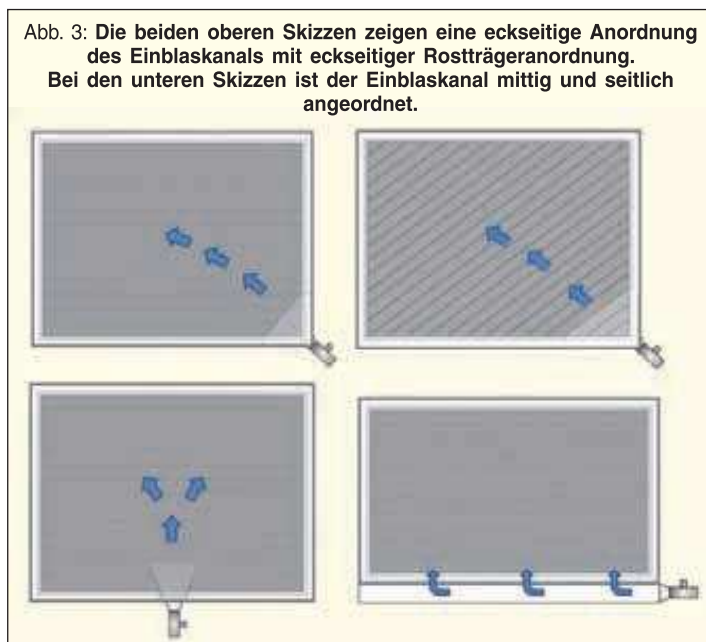 Abb. 3: Die beiden oberen Skizzen zeigen eine eckseitige Anordnung
des Einblaskanals mit eckseitiger Rostträgeranordnung.
Bei den unteren Skizzen ist der Einblaskanal mittig und seitlich
angeordnet.